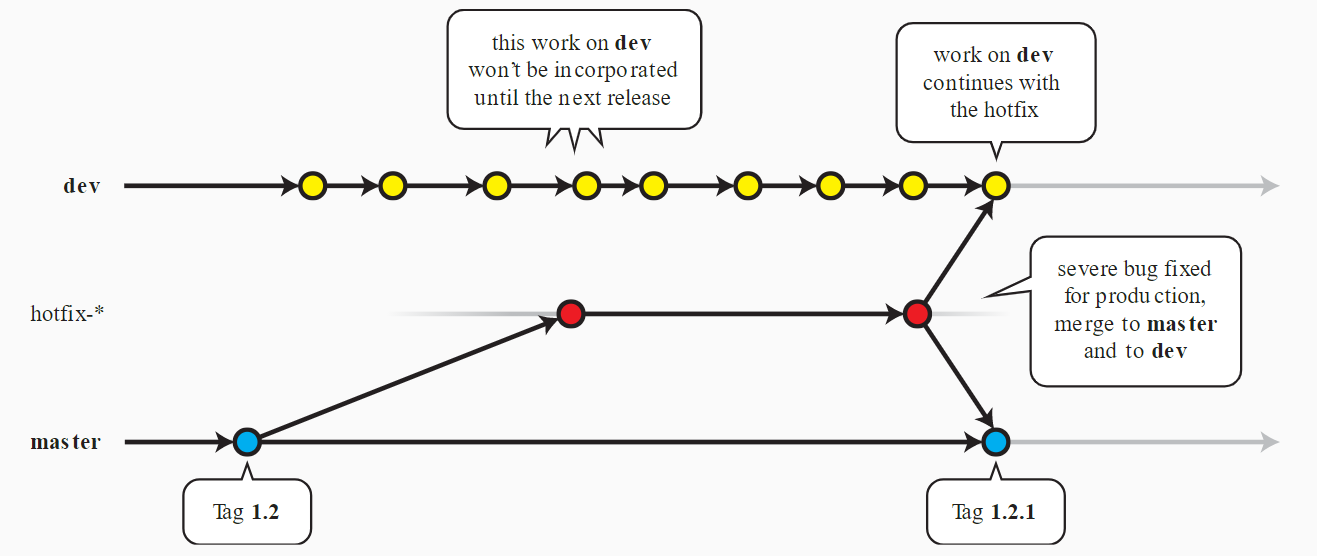 this work on dev
won't be incorporated
until the next release
work on dev
continues with
the hotfix
dev
severe bug fixed
for production,
merge to master
and to dev
hotfix-*
master
Tag 1.2
Tag 1.2.1